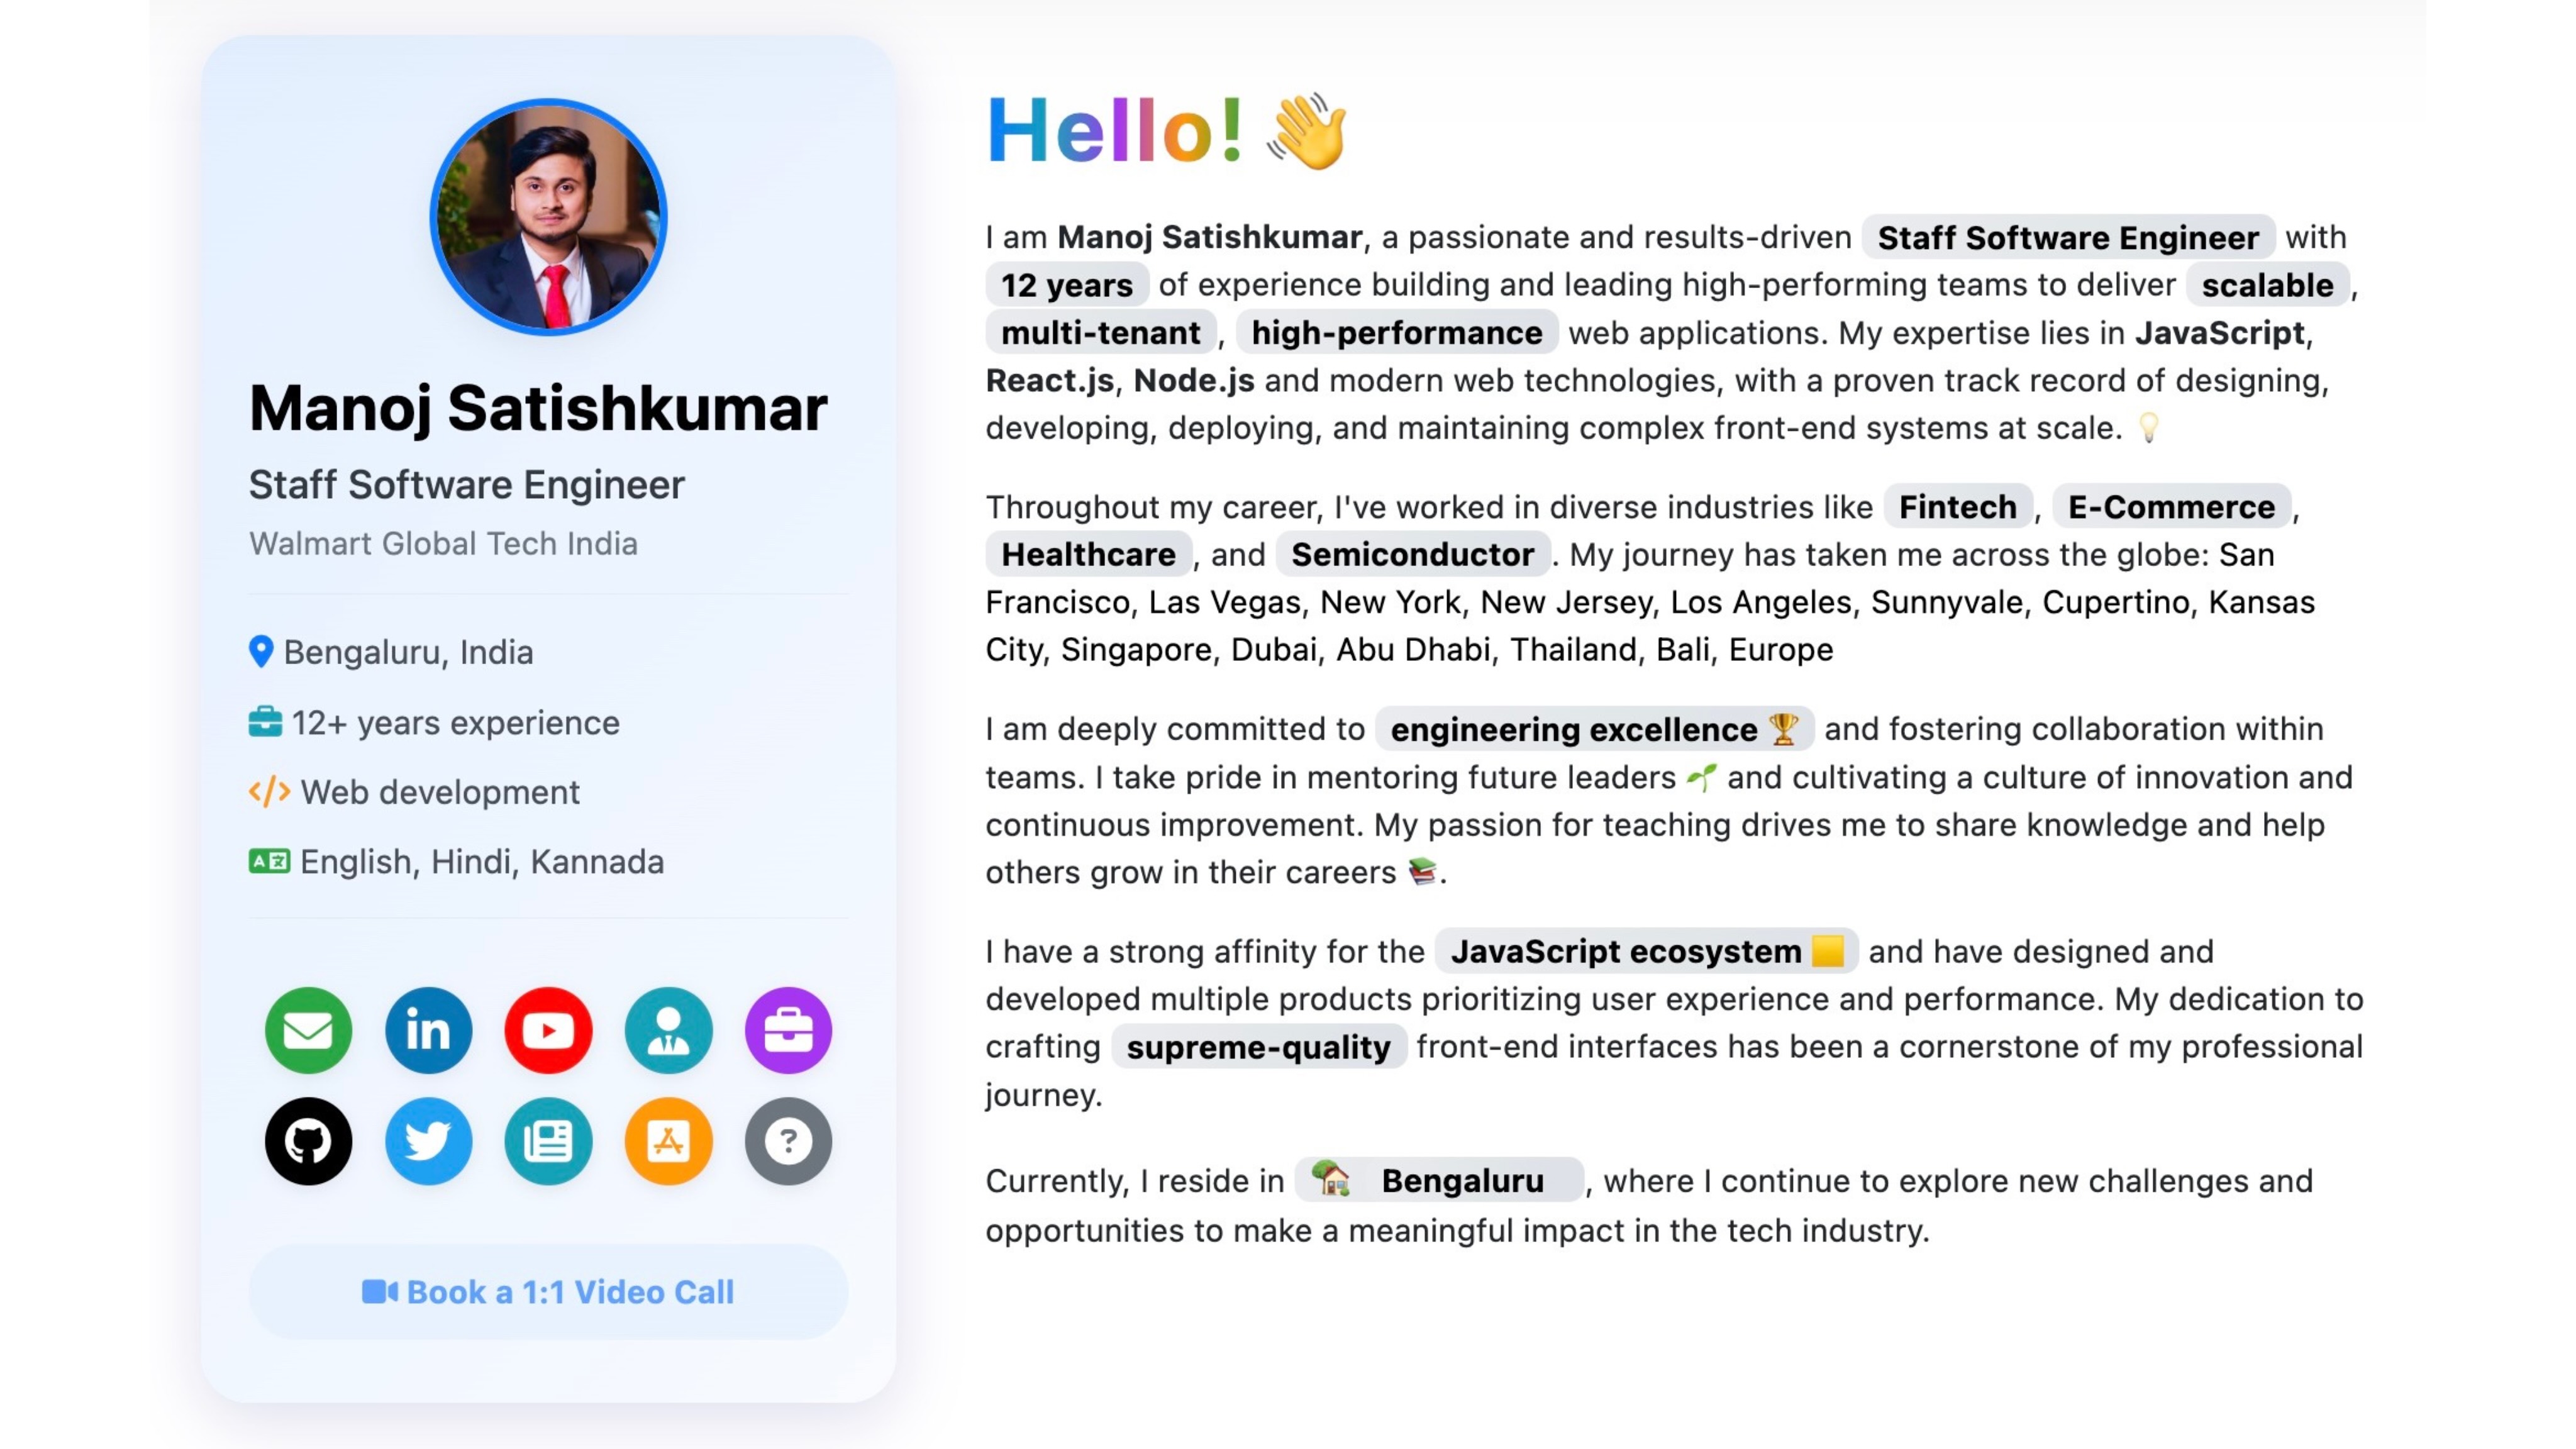 Manoj Satishkumar
Staff Software Engineer
Walmart Global Tech India
Bengaluru, India
12+ years experience
Web development
English, Hindi, Kannada
in
?
Book a 1:1 Video Call
Hello! 👋
I am Manoj Satishkumar, a passionate and results-driven Staff Software Engineer with
12 years of experience building and leading high-performing teams to deliver scalable,
multi-tenant, high-performance web applications. My expertise lies in JavaScript,
React.js, Node.js and modern web technologies, with a proven track record of designing,
developing, deploying, and maintaining complex front-end systems at scale. 💡
Throughout my career, I've worked in diverse industries like Fintech, E-Commerce,
Healthcare, and Semiconductor. My journey has taken me across the globe: San
Francisco, Las Vegas, New York, New Jersey, Los Angeles, Sunnyvale, Cupertino, Kansas
City, Singapore, Dubai, Abu Dhabi, Thailand, Bali, Europe
I am deeply committed to engineering excellence 🏆 and fostering collaboration within
teams. I take pride in mentoring future leaders 🌱 and cultivating a culture of innovation and
continuous improvement. My passion for teaching drives me to share knowledge and help
others grow in their careers 📚.
I have a strong affinity for the JavaScript ecosystem 🟨 and have designed and
developed multiple products prioritizing user experience and performance. My dedication to
crafting supreme-quality front-end interfaces has been a cornerstone of my professional
journey.
Currently, I reside in 🏡 Bengaluru, where I continue to explore new challenges and
opportunities to make a meaningful impact in the tech industry.